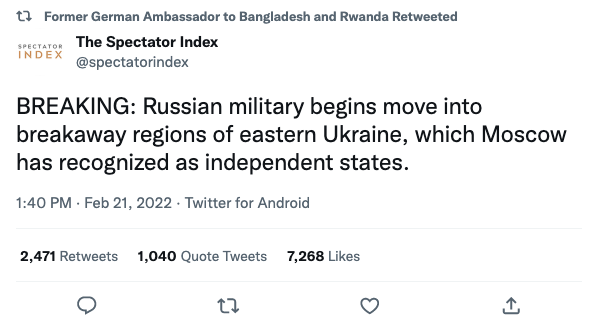 Former German Ambassador to Bangladesh and Rwanda Retweeted
SPECTATOR
INDEX
The Spectator Index
@spectatorindex
BREAKING: Russian military begins move into
breakaway regions of eastern Ukraine, which Moscow
has recognized as independent states.
1:40 PM · Feb 21, 2022 · Twitter for Android
2,471 Retweets 1,040 Quote Tweets 7,268 Likes